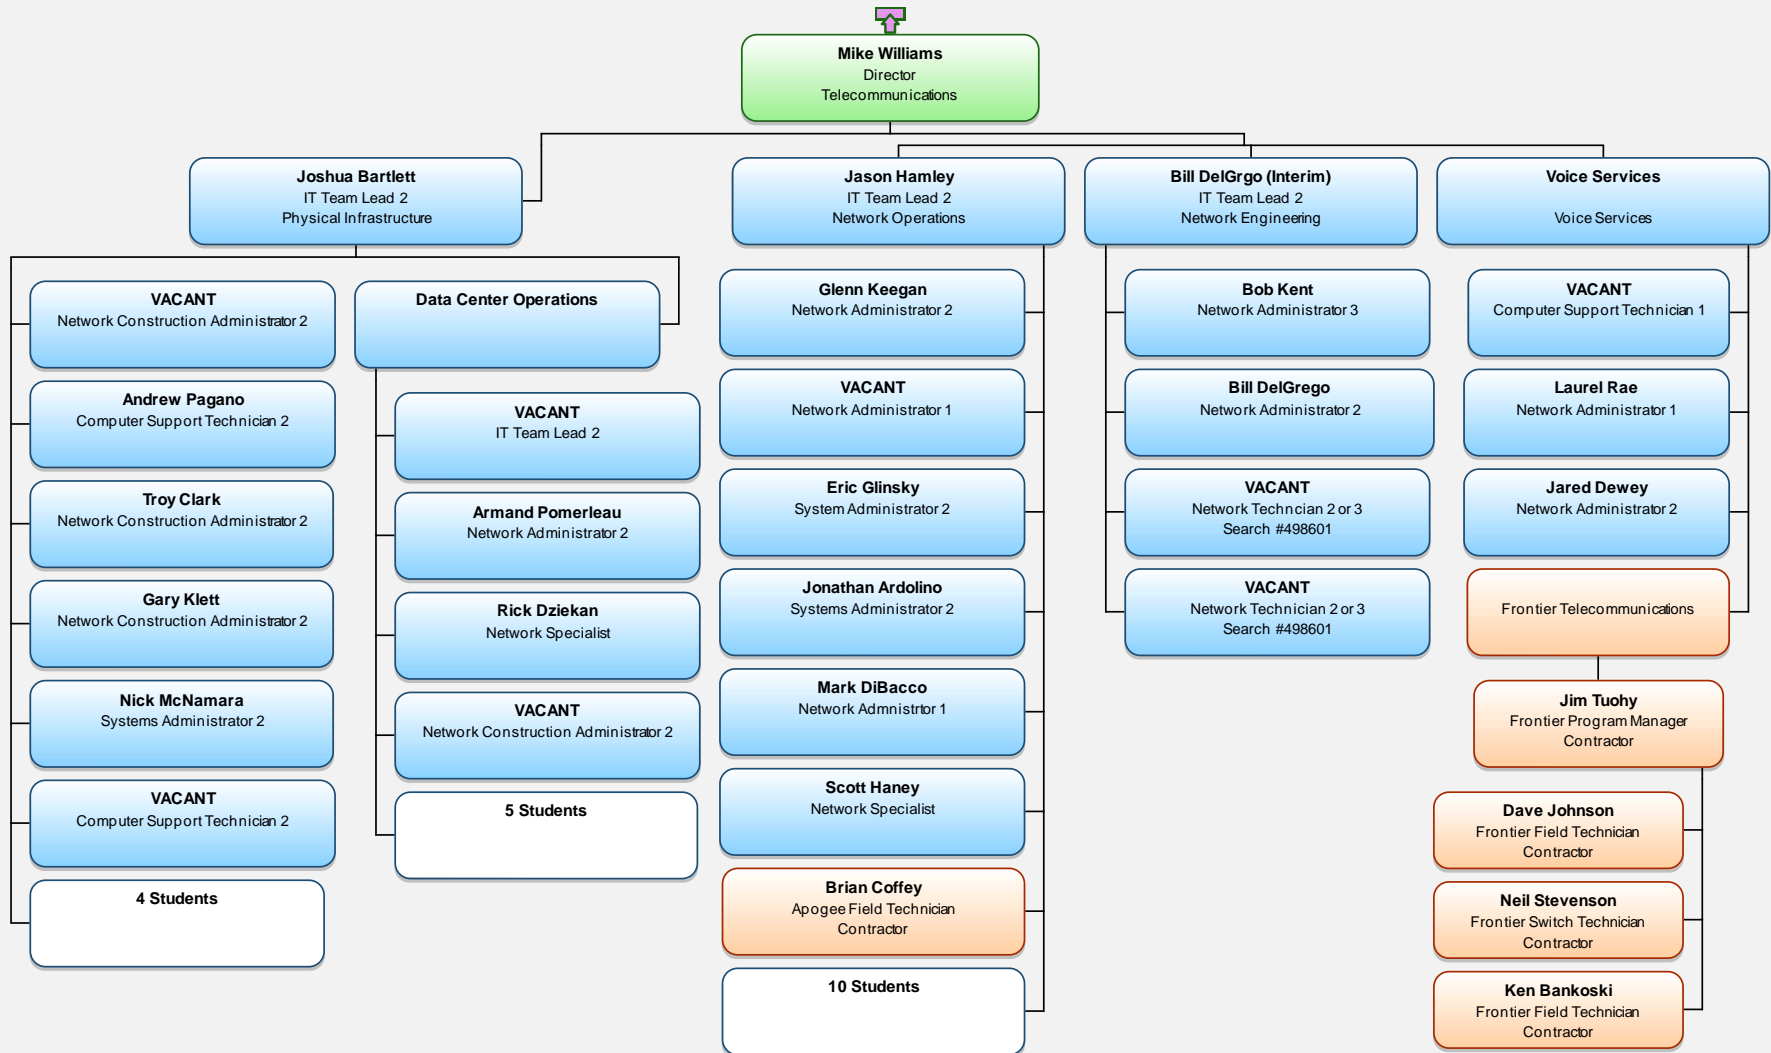 Mike Williams
Director
Telecommunications
Joshua Bartlett
IT Team Lead 2
Physical Infrastructure
VACANT
Network Construction Administrator 2
Andrew Pagano
Computer Support Technician 2
Troy Clark
Network Construction Administrator 2
Gary Klett
Network Construction Administrator 2
Nick McNamara
Systems Administrator 2
VACANT
Computer Support Technician 2
4 Students
Data Center Operations
VACANT
IT Team Lead 2
Armand Pomerleau
Network Administrator 2
Rick Dziekan
Network Specialist
VACANT
Network Construction Administrator 2
5 Students
Jason Hamley
IT Team Lead 2
Network Operations
Glenn Keegan
Network Administrator 2
VACANT
Network Administrator 1
Eric Glinsky
System Administrator 2
Jonathan Ardolino
Systems Administrator 2
Mark DiBacco
Network Admnistrtor 1
Scott Haney
Network Specialist
Brian Coffey
Apogee Field Technician
Contractor
10 Students
Bill DelGrgo (Interim)
IT Team Lead 2
Network Engineering
Bob Kent
Network Administrator 3
Bill DelGrego
Network Administrator 2
VACANT
Network Techncian 2 or 3
Search #498601
VACANT
Network Technician 2 or 3
Search #498601
Voice Services
Voice Services
VACANT
Computer Support Technician 1
Laurel Rae
Network Administrator 1
Jared Dewey
Network Administrator 2
Frontier Telecommunications
Jim Tuohy
Frontier Program Manager
Contractor
Dave Johnson
Frontier Field Technician
Contractor
Neil Stevenson
Frontier Switch Technician
Contractor
Ken Bankoski
Frontier Field Technician
Contractor